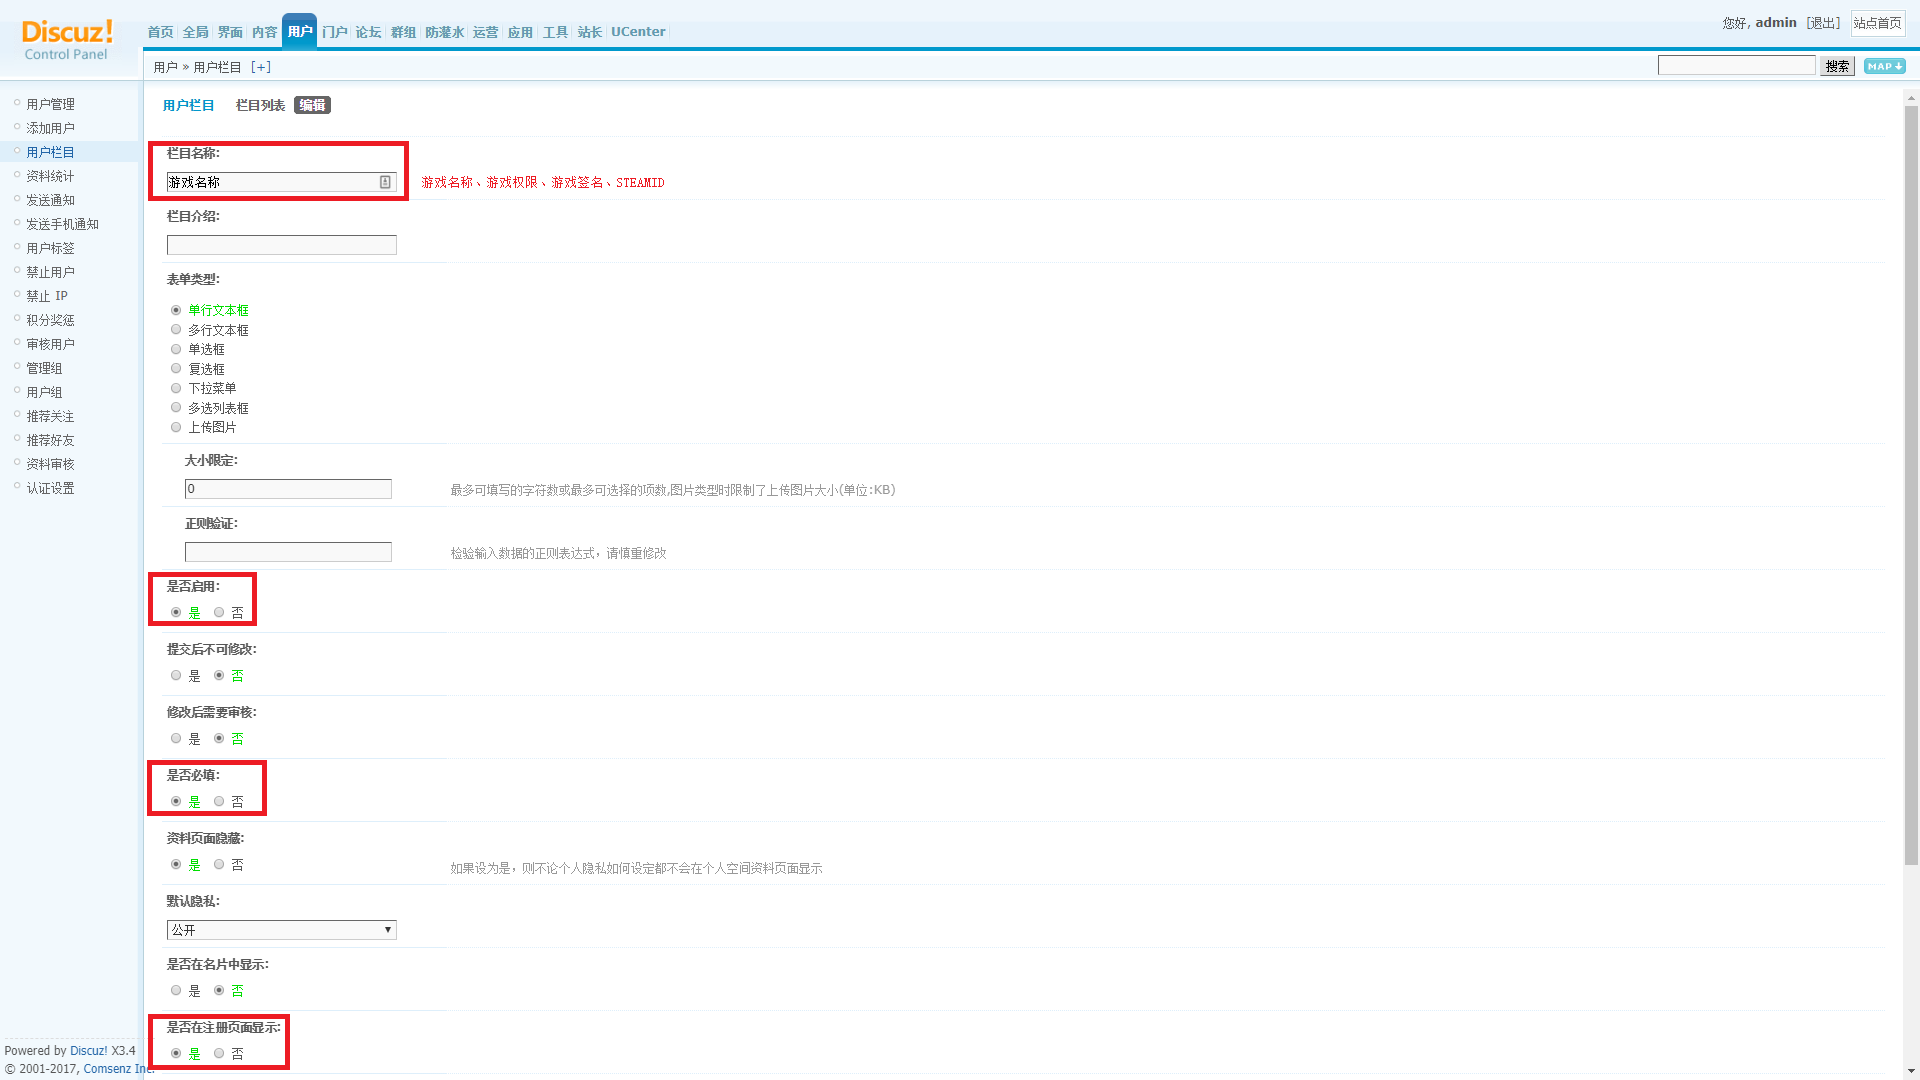 Discuz!
Control Panel
首页 全局 界面 内容 用户 门户 论坛 群组 防灌水 运营 应用 工具 站长 UCenter
您好, admin [退出] 站点首页
用户 » 用户栏目 [+]
搜索 MAP
用户管理
添加用户
用户栏目
资料统计
发送通知
发送手机通知
用户标签
禁止用户
禁止 IP
积分奖惩
审核用户
管理组
用户组
推荐关注
推荐好友
资料审核
认证设置
Powered by Discuz! X3.4
© 2001-2017, Comsenz Inc.
用户栏目 栏目列表 编辑
栏目名称:
游戏名称 游戏名称、游戏权限、游戏签名、STEAMID
栏目介绍:
表单类型:
单行文本框
多行文本框
单选框
复选框
下拉菜单
多选列表框
上传图片
大小限定:
0 最多可填写的字符数或最多可选择的项数,图片类型时限制了上传图片大小(单位:KB)
正则验证:
检验输入数据的正则表达式，请慎重修改
是否启用:
是 否
提交后不可修改:
是 否
修改后需要审核:
是 否
是否必填:
是 否
资料页面隐藏:
是 否 如果设为是，则不论个人隐私如何设定都不会在个人空间资料页面显示
默认隐私:
公开
是否在名片中显示:
是 否
是否在注册页面显示:
是 否